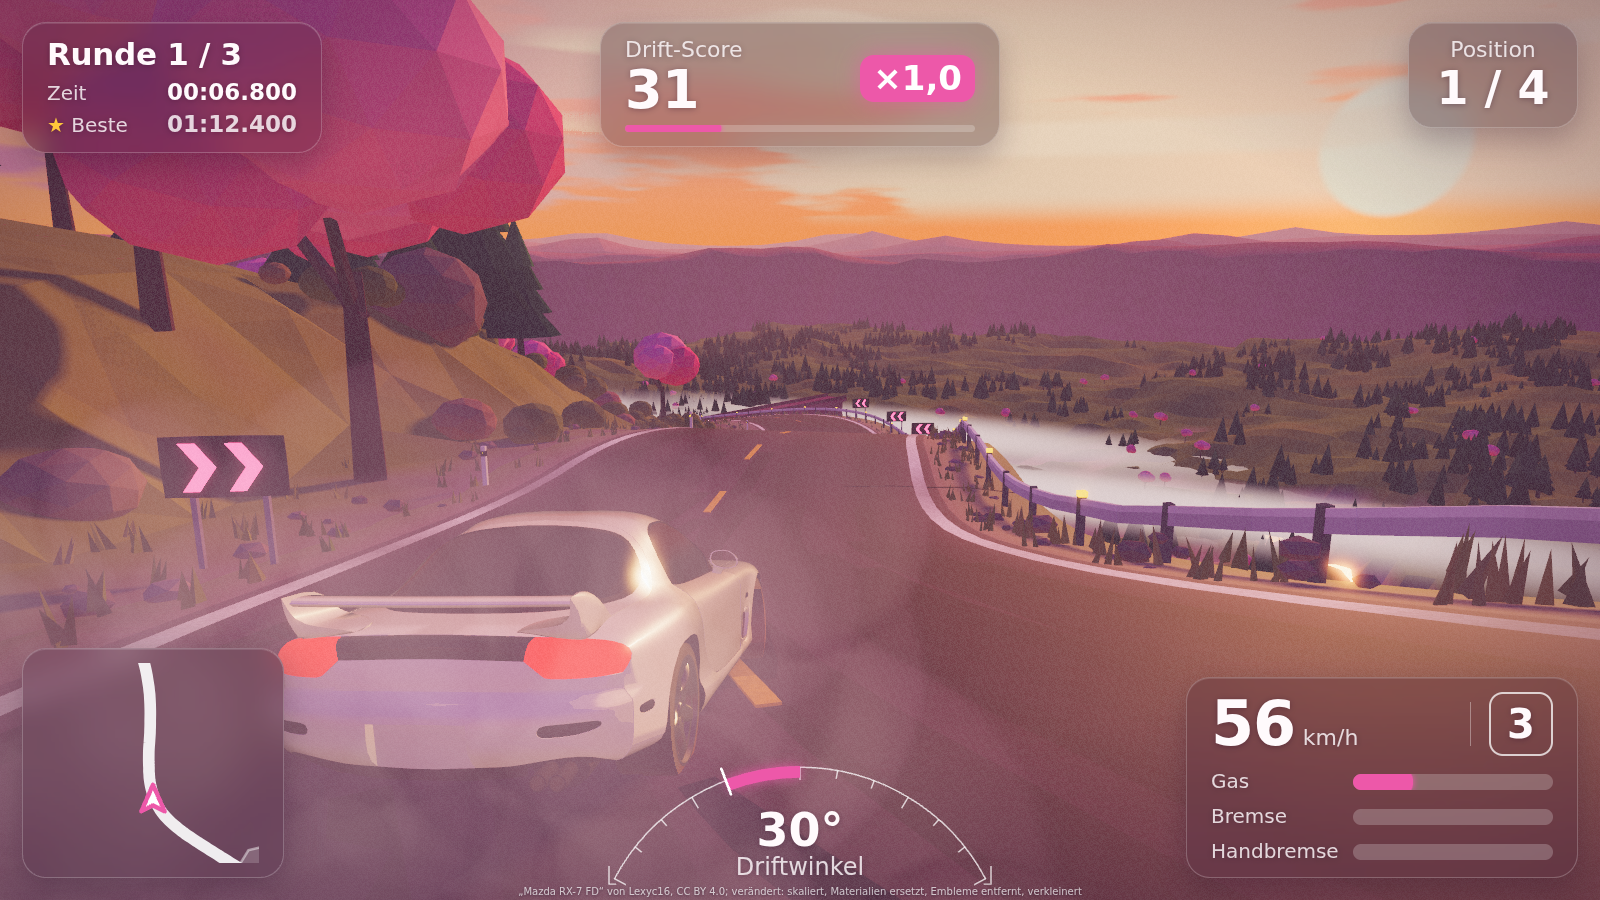 Runde 1 / 3
Zeit 00:06.800
★ Beste 01:12.400
Drift-Score
31 ×1,0
Position
1 / 4
56 km/h 3
Gas
Bremse
Handbremse
30°
Driftwinkel
„Mazda RX-7 FD“ von Lexyc16, CC BY 4.0; verändert: skaliert, Materialien ersetzt, Embleme entfernt, verkleinert